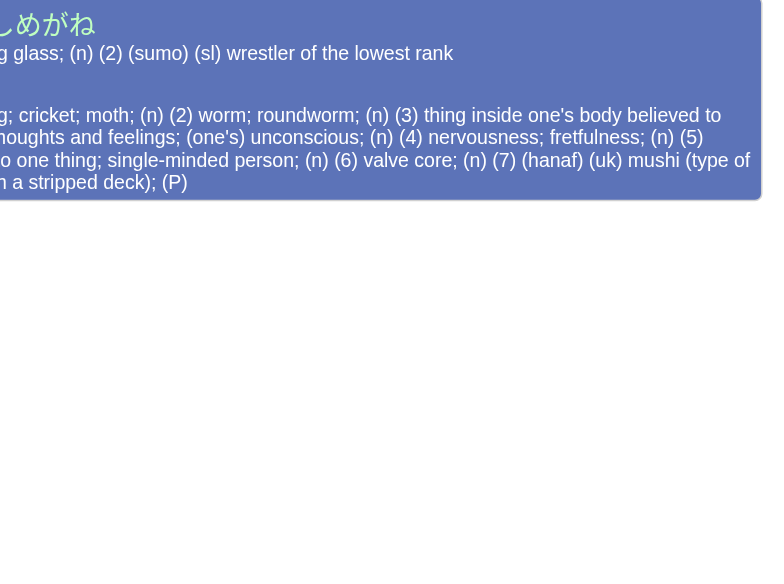 しめがね
g glass; (n) (2) (sumo) (sl) wrestler of the lowest rank
g; cricket; moth; (n) (2) worm; roundworm; (n) (3) thing inside one's body believed to
houghts and feelings; (one's) unconscious; (n) (4) nervousness; fretfulness; (n) (5)
o one thing; single-minded person; (n) (6) valve core; (n) (7) (hanaf) (uk) mushi (type of
n a stripped deck); (P)